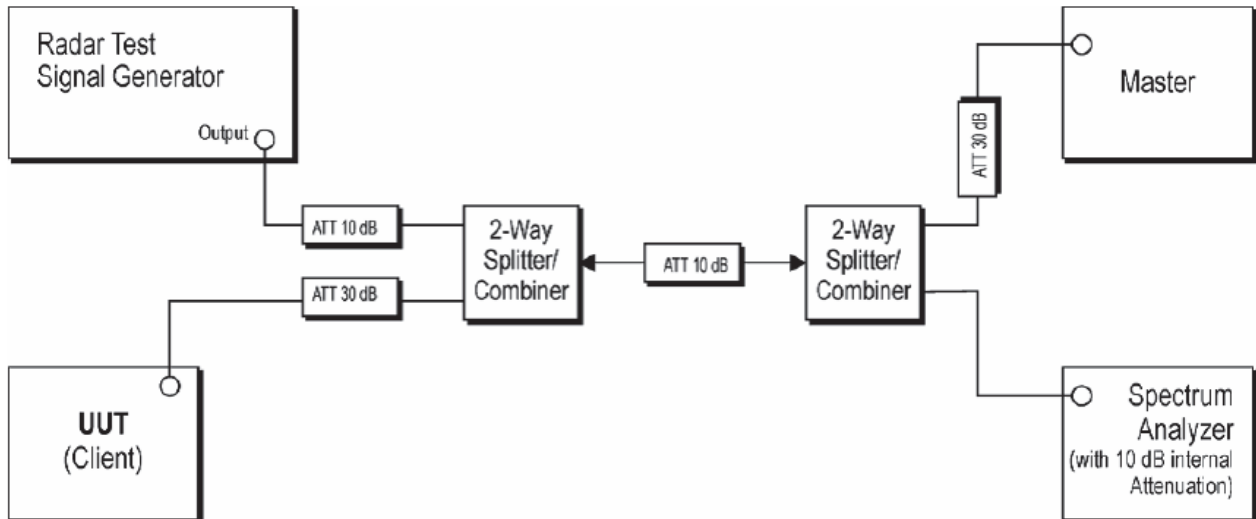 Radar Test
Signal Generator
Output
ATT 10 dB
ATT 30 dB
UUT
(Client)
2-Way
Splitter/
Combiner
ATT 10 dB
2-Way
Splitter/
Combiner
ATT 30 dB
Master
Spectrum
Analyzer
(with 10 dB internal
Attenuation)